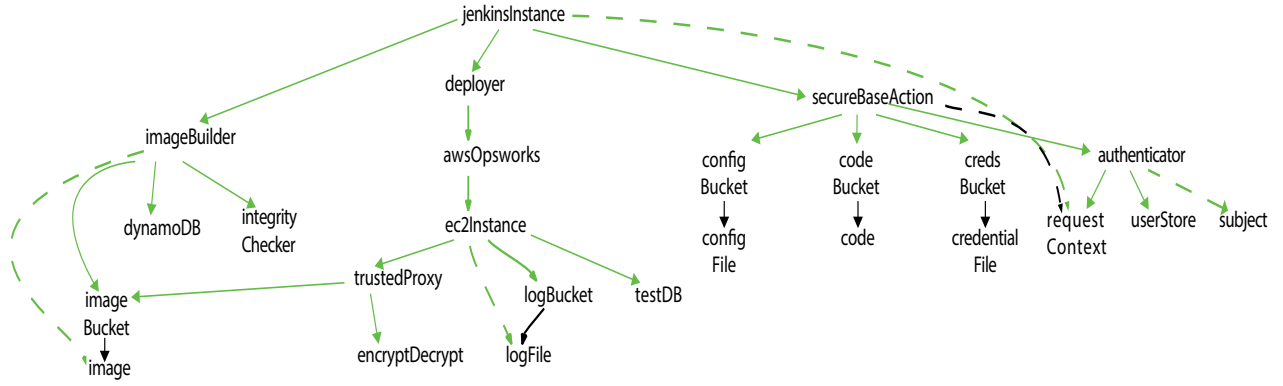 jenkinsInstance
deployer
secureBaseAction
imageBuilder
awsOpsworks
config
Bucket
code
Bucket
creds
Bucket
authenticator
dynamoDB
integrity
Checker
ec2Instance
config
File
code
credential
File
request
Context
userStore
subject
trustedProxy
image
Bucket
logBucket
testDB
encryptDecrypt
logFile
image